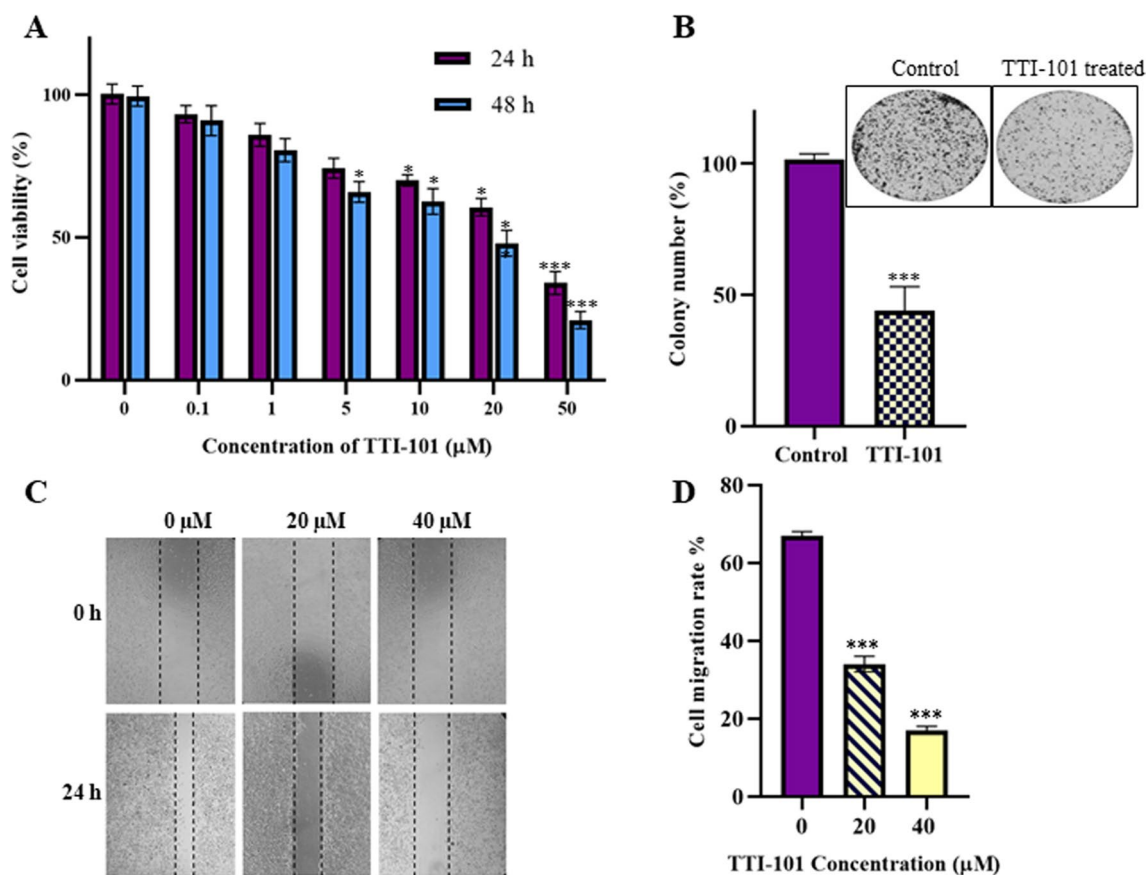 A
24 h
48 h
Cell viability (%)
100
50
0
*
*
*
*
*
*
***
***
0 0.1 1 5 10 20 50
Concentration of TTI-101 (μM)
B
Control TTI-101 treated
Colony number (%)
100
50
0
***
Control TTI-101
C
0 μM 20 μM 40 μM
0 h
24 h
D
Cell migration rate %
80
60
40
20
0
***
***
0 20 40
TTI-101 Concentration (μM)